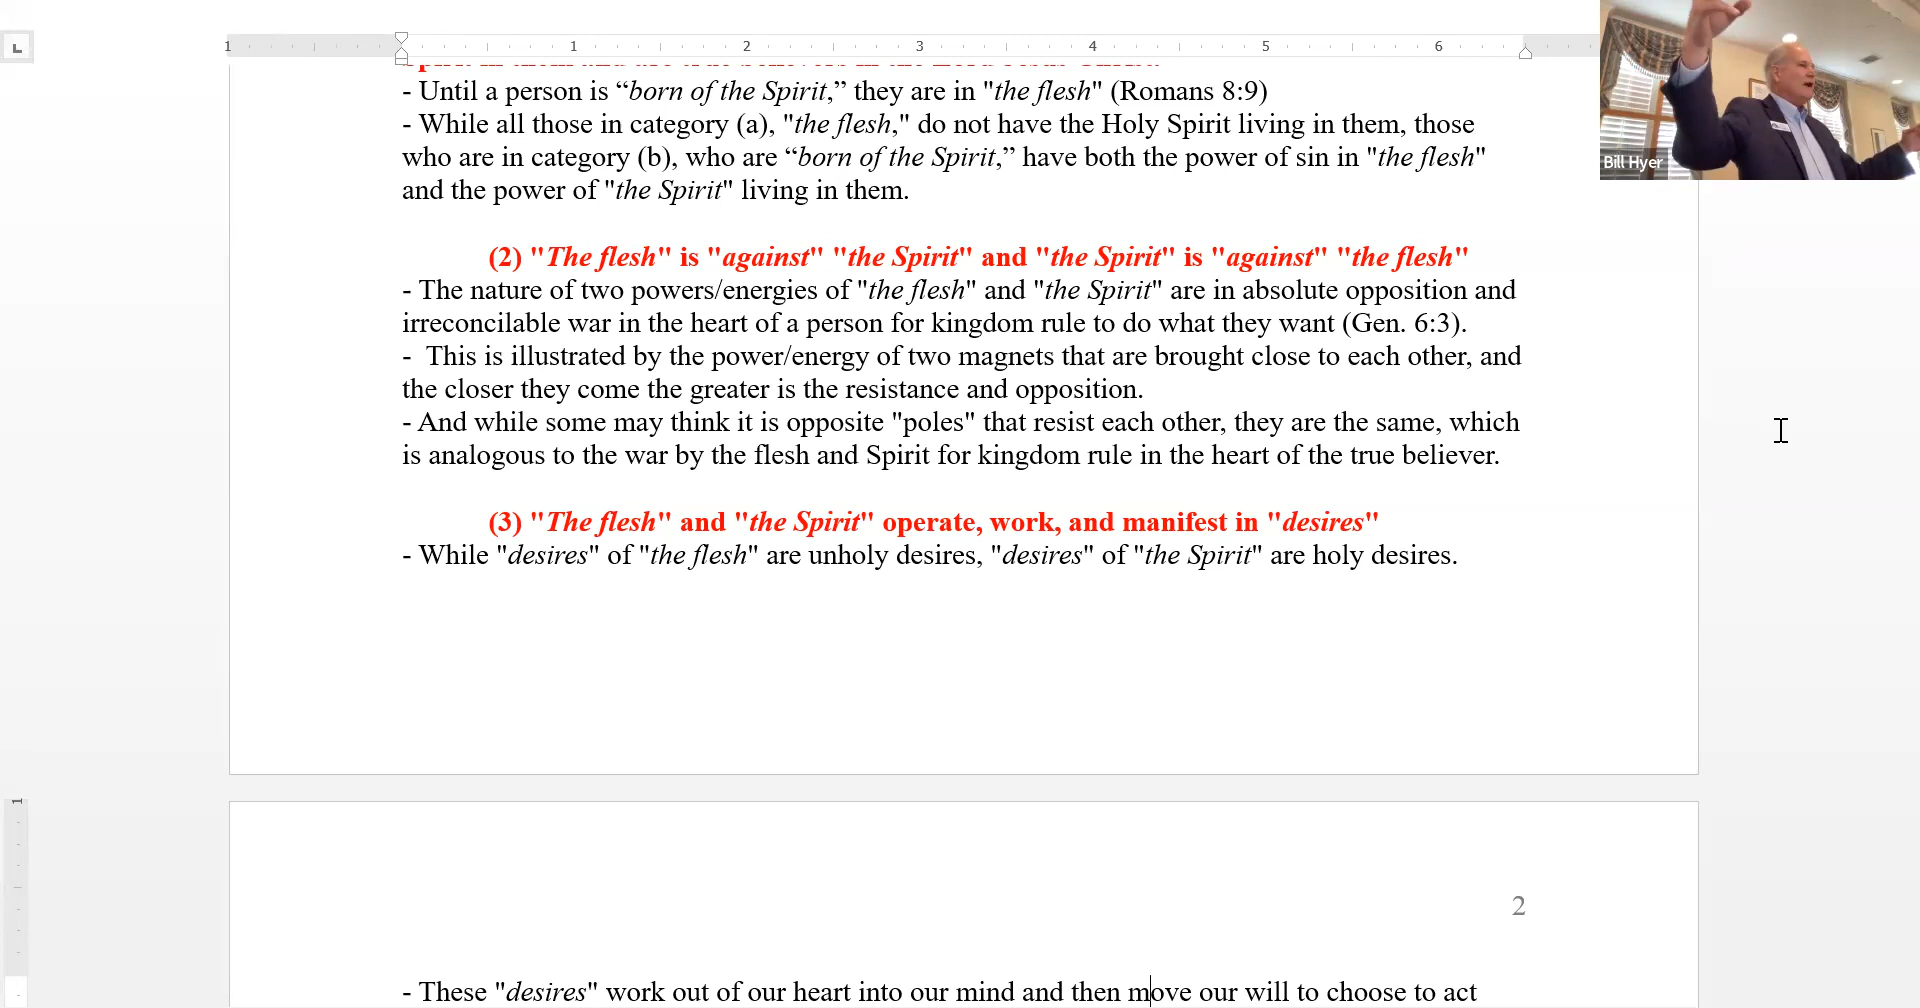 1 1 2 3 4 5 6
Bill Hyer
- Until a person is “born of the Spirit,” they are in "the flesh" (Romans 8:9)
- While all those in category (a), "the flesh," do not have the Holy Spirit living in them, those
who are in category (b), who are “born of the Spirit,” have both the power of sin in "the flesh"
and the power of "the Spirit" living in them.
(2) "The flesh" is "against" "the Spirit" and "the Spirit" is "against" "the flesh"
- The nature of two powers/energies of "the flesh" and "the Spirit" are in absolute opposition and
irreconcilable war in the heart of a person for kingdom rule to do what they want (Gen. 6:3).
-  This is illustrated by the power/energy of two magnets that are brought close to each other, and
the closer they come the greater is the resistance and opposition.
- And while some may think it is opposite "poles" that resist each other, they are the same, which
is analogous to the war by the flesh and Spirit for kingdom rule in the heart of the true believer.
(3) "The flesh" and "the Spirit" operate, work, and manifest in "desires"
- While "desires" of "the flesh" are unholy desires, "desires" of "the Spirit" are holy desires.
1
2
- These "desires" work out of our heart into our mind and then move our will to choose to act